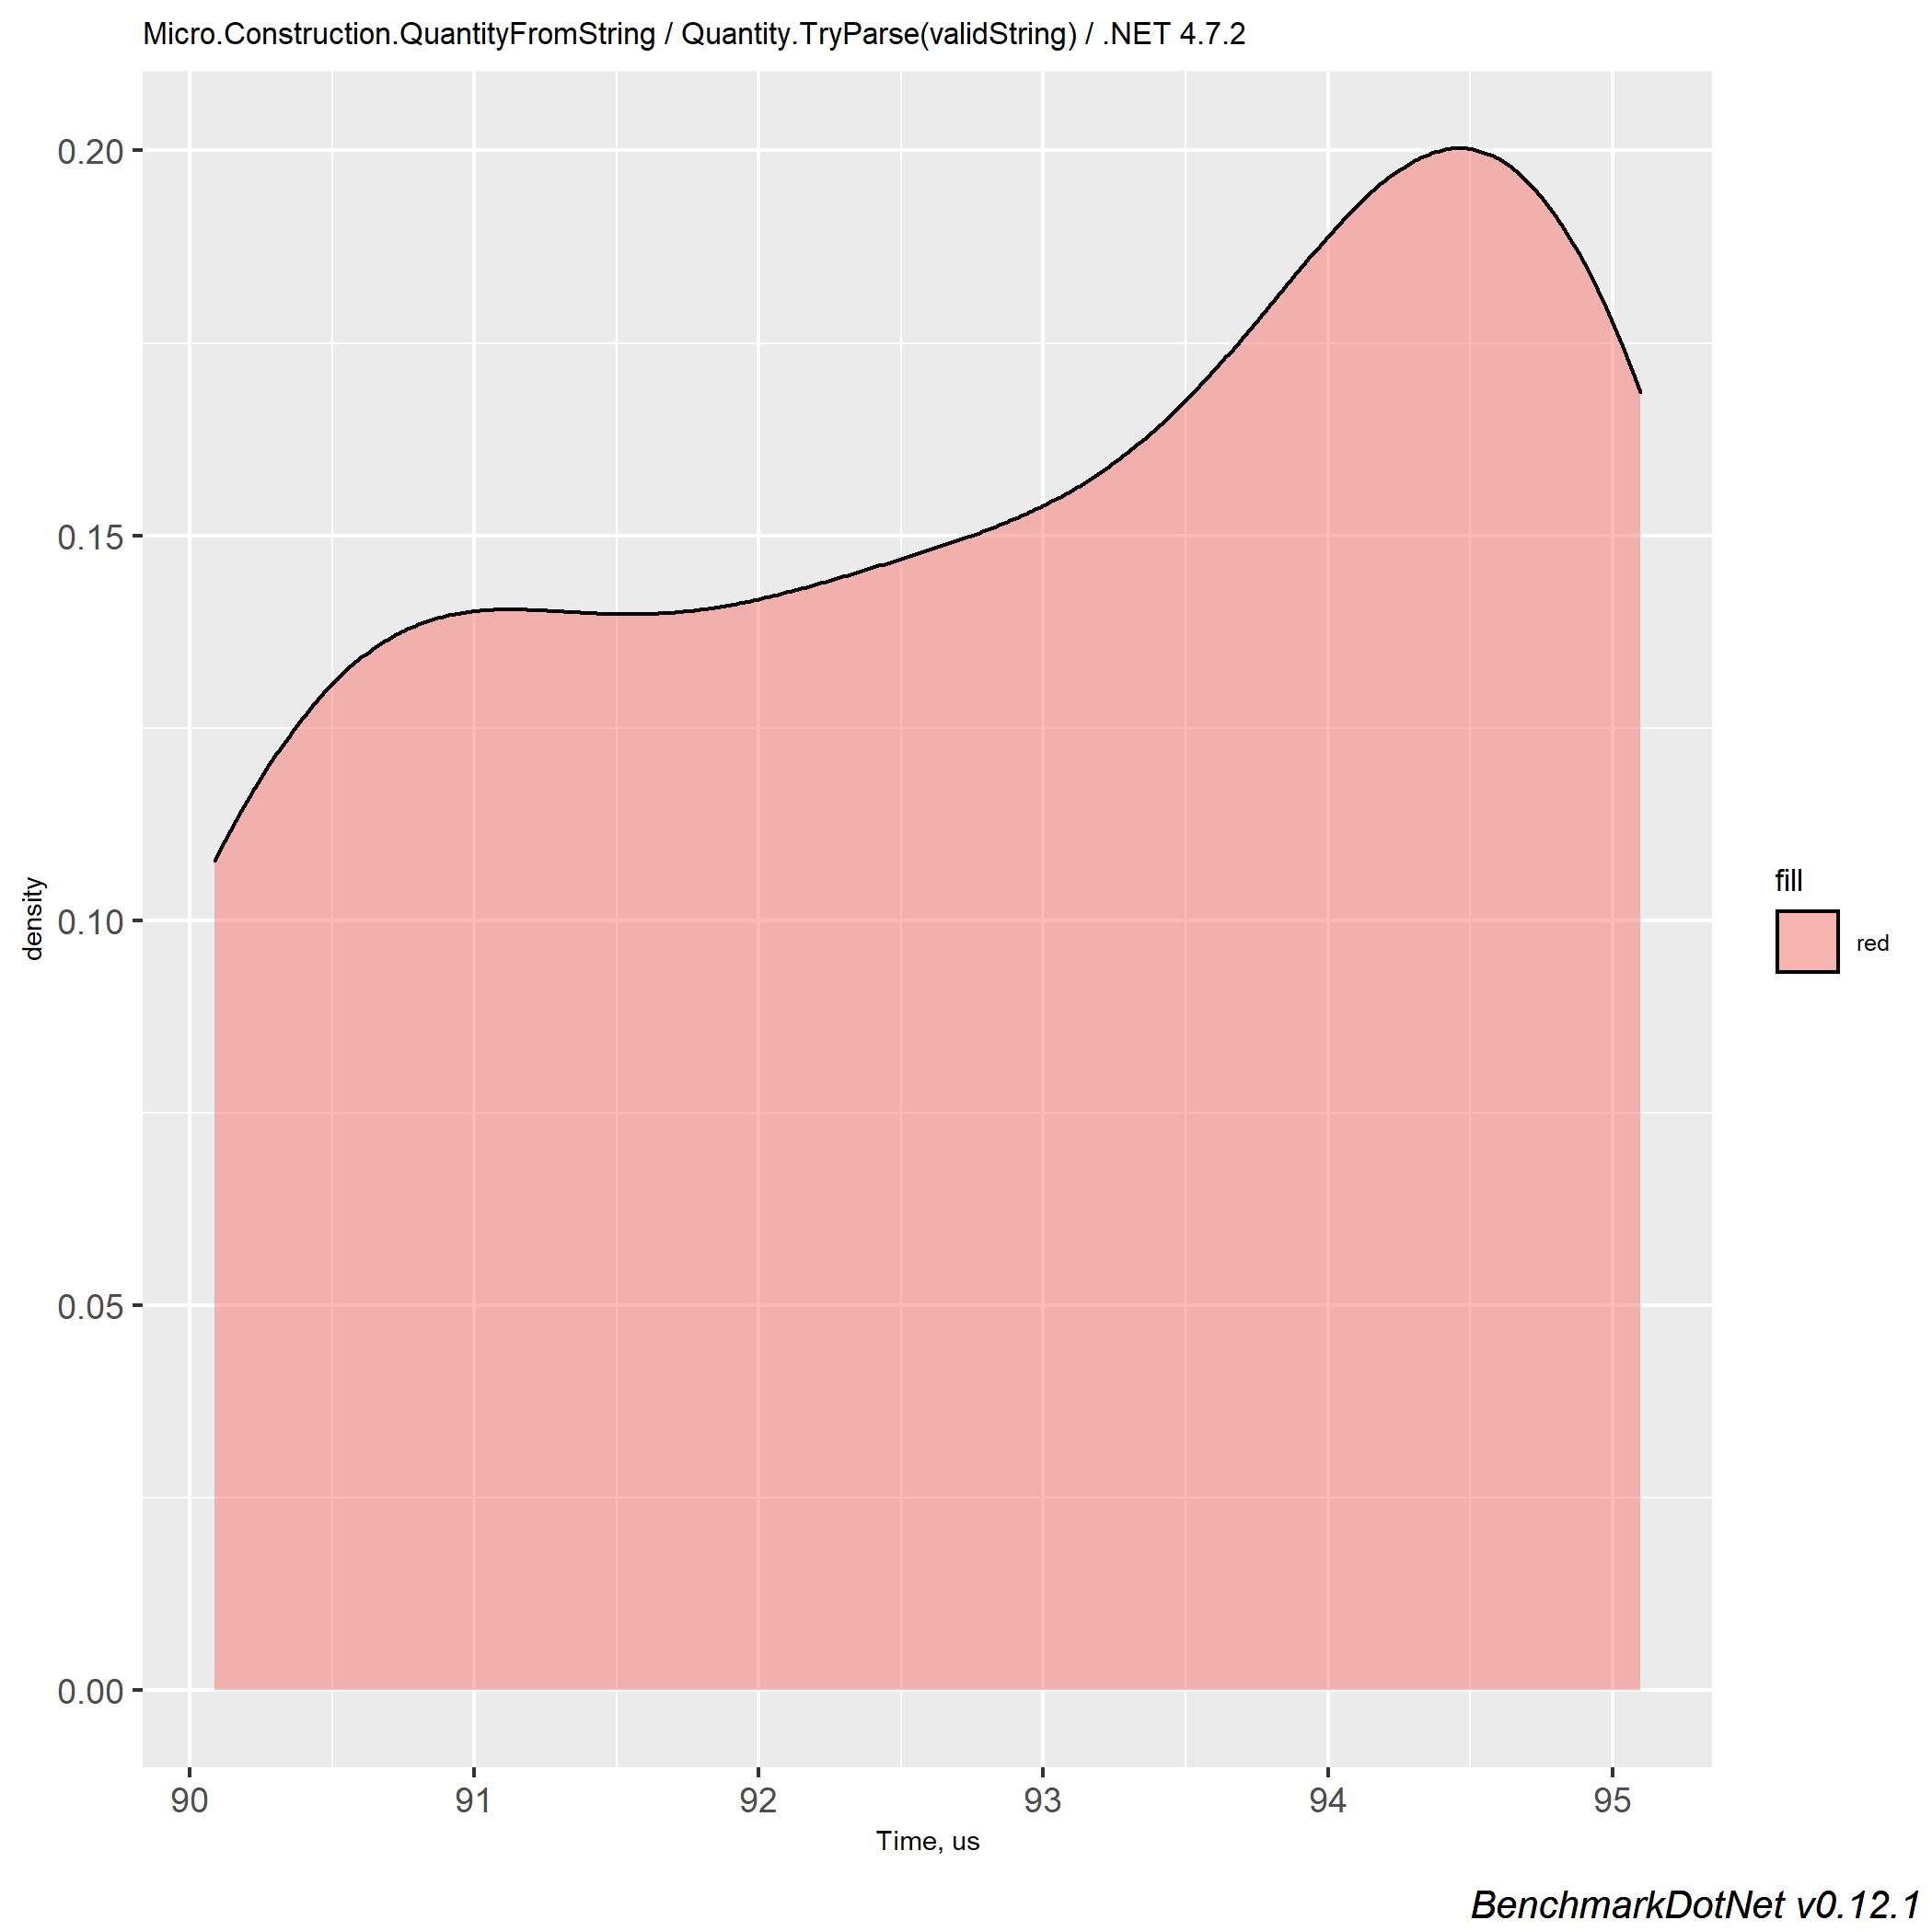 Micro.Construction.QuantityFromString / Quantity.TryParse(validString) / .NET 4.7.2
0.20
0.15
0.10
0.05
0.00
density
90 91 92 93 94 95
Time, us
fill
red
BenchmarkDotNet v0.12.1